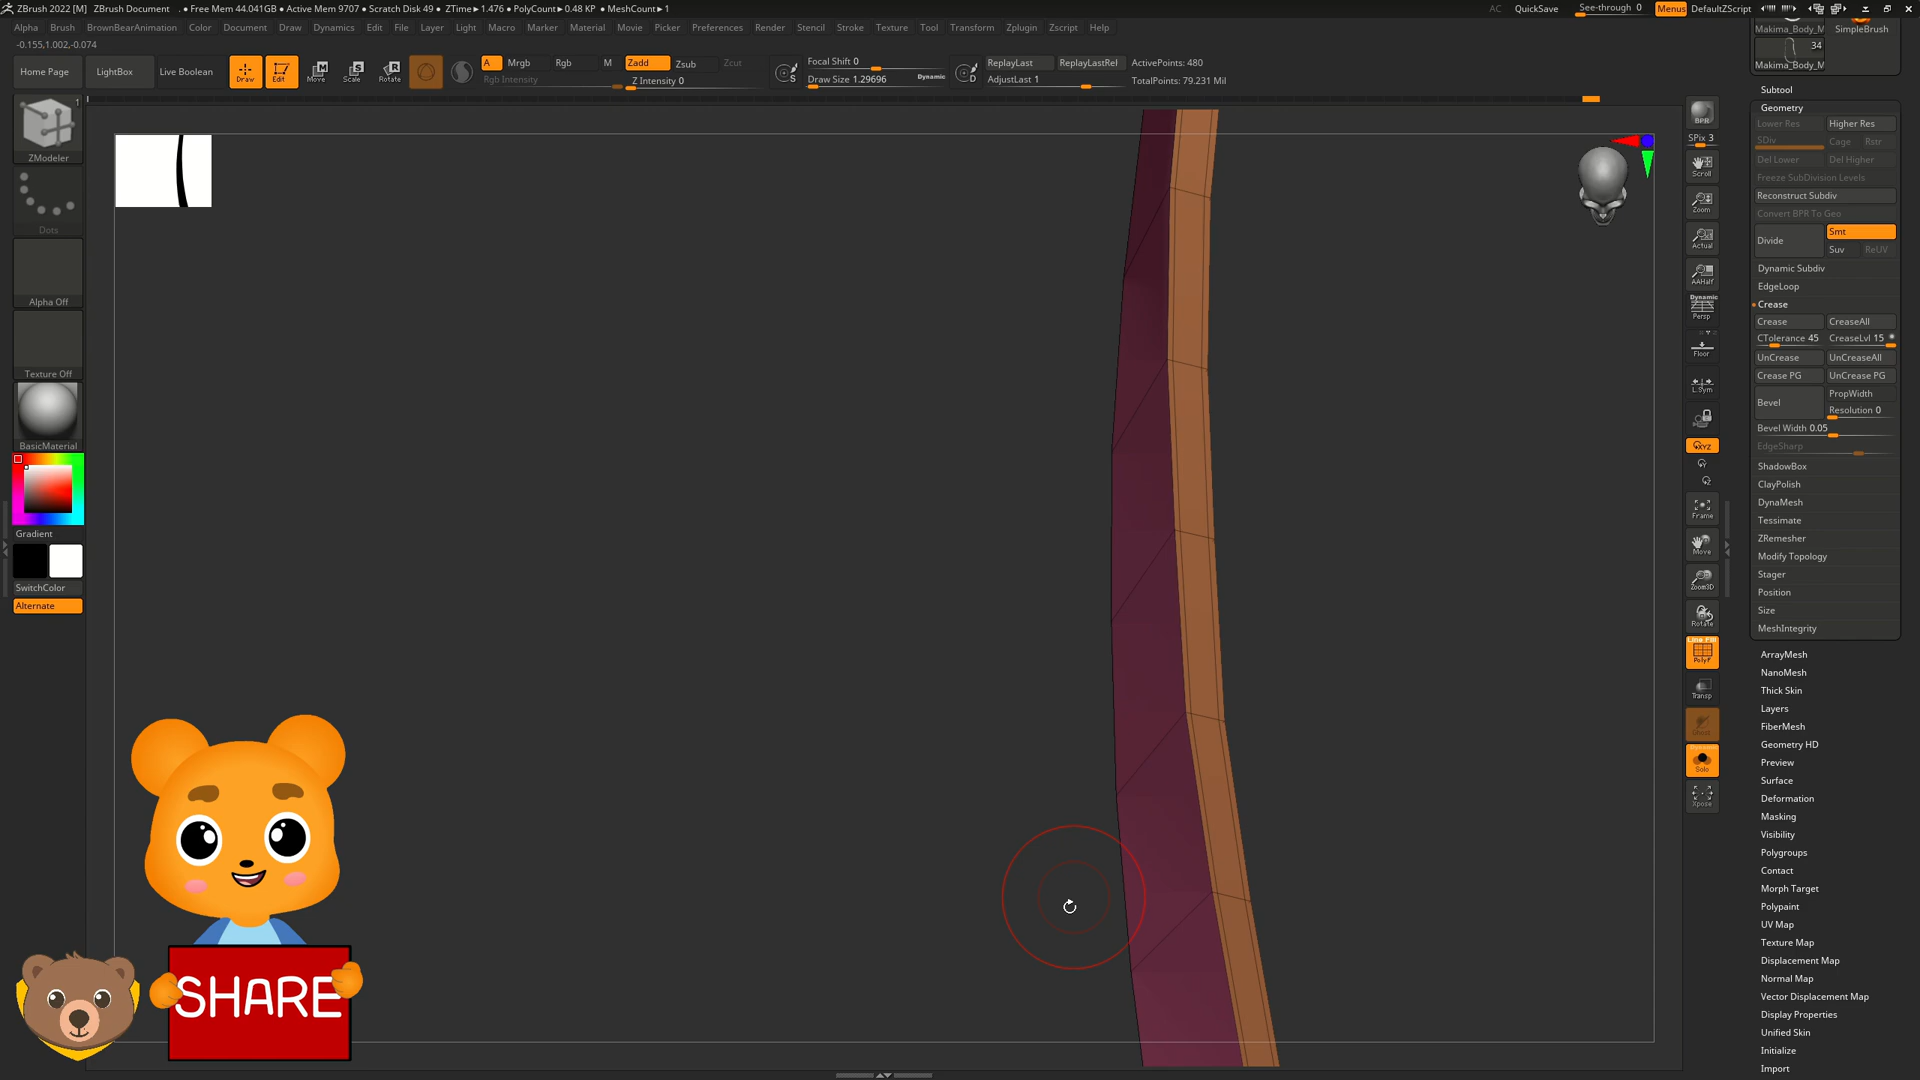 ZBrush 2022 [M] ZBrush Document . • Free Mem 44.041GB • Active Mem 9707 • Scratch Disk 49 • ZTime▸1.476 • PolyCount▸0.48 KP • MeshCount▸1 AC QuickSave See-through 0 Menus DefaultZScript
Alpha Brush BrownBearAnimation Color Document Draw Dynamics Edit File Layer Light Macro Marker Material Movie Picker Preferences Render Stencil Stroke Texture Tool Transform Zplugin Zscript Help
-0.155,1.002,-0.074
Home Page LightBox Live Boolean Draw Edit Move Scale Rotate A Mrgb Rgb M Zadd Zsub Zcut
Rgb Intensity Z Intensity 0
Focal Shift 0
Draw Size 1.29696 Dynamic
S D
ReplayLast ReplayLastRel ActivePoints: 480
AdjustLast 1 TotalPoints: 79.231 Mil
1
ZModeler
Dots
Alpha Off
Texture Off
BasicMaterial
Gradient
SwitchColor
Alternate
SHARE
BPR
SPix 3
Scroll
Zoom
Actual
AAHalf
Dynamic
Persp
Floor
L.Sym
XYZ
Y
Z
Frame
Move
Zoom3D
Rotate
Line Fill
PolyF
Transp
Ghost
Dynamic
Solo
Xpose
Makima_Body_M SimpleBrush
34
Makima_Body_M
Subtool
Geometry
Lower Res Higher Res
SDiv Cage Rstr
Del Lower Del Higher
Freeze SubDivision Levels
Reconstruct Subdiv
Convert BPR To Geo
Divide Smt
Suv ReUV
Dynamic Subdiv
EdgeLoop
Crease
Crease CreaseAll
CTolerance 45 CreaseLvl 15
UnCrease UnCreaseAll
Crease PG UnCrease PG
Bevel PropWidth
Resolution 0
Bevel Width 0.05
EdgeSharp
ShadowBox
ClayPolish
DynaMesh
Tessimate
ZRemesher
Modify Topology
Stager
Position
Size
MeshIntegrity
ArrayMesh
NanoMesh
Thick Skin
Layers
FiberMesh
Geometry HD
Preview
Surface
Deformation
Masking
Visibility
Polygroups
Contact
Morph Target
Polypaint
UV Map
Texture Map
Displacement Map
Normal Map
Vector Displacement Map
Display Properties
Unified Skin
Initialize
Import